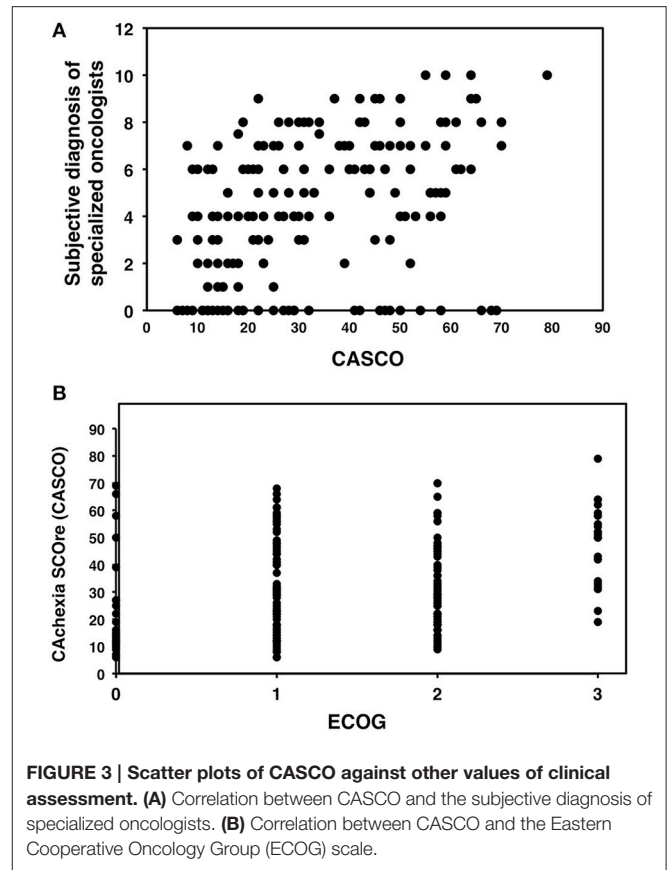 A
12
10
8
6
4
2
0
Subjective diagnosis of
specialized oncologists
0 10 20 30 40 50 60 70 80 90
CASCO
B
90
80
70
60
50
40
30
20
10
0
CAchexia SCOre (CASCO)
0 1 2 3
ECOG
FIGURE 3 | Scatter plots of CASCO against other values of clinical
assessment. (A) Correlation between CASCO and the subjective diagnosis of
specialized oncologists. (B) Correlation between CASCO and the Eastern
Cooperative Oncology Group (ECOG) scale.